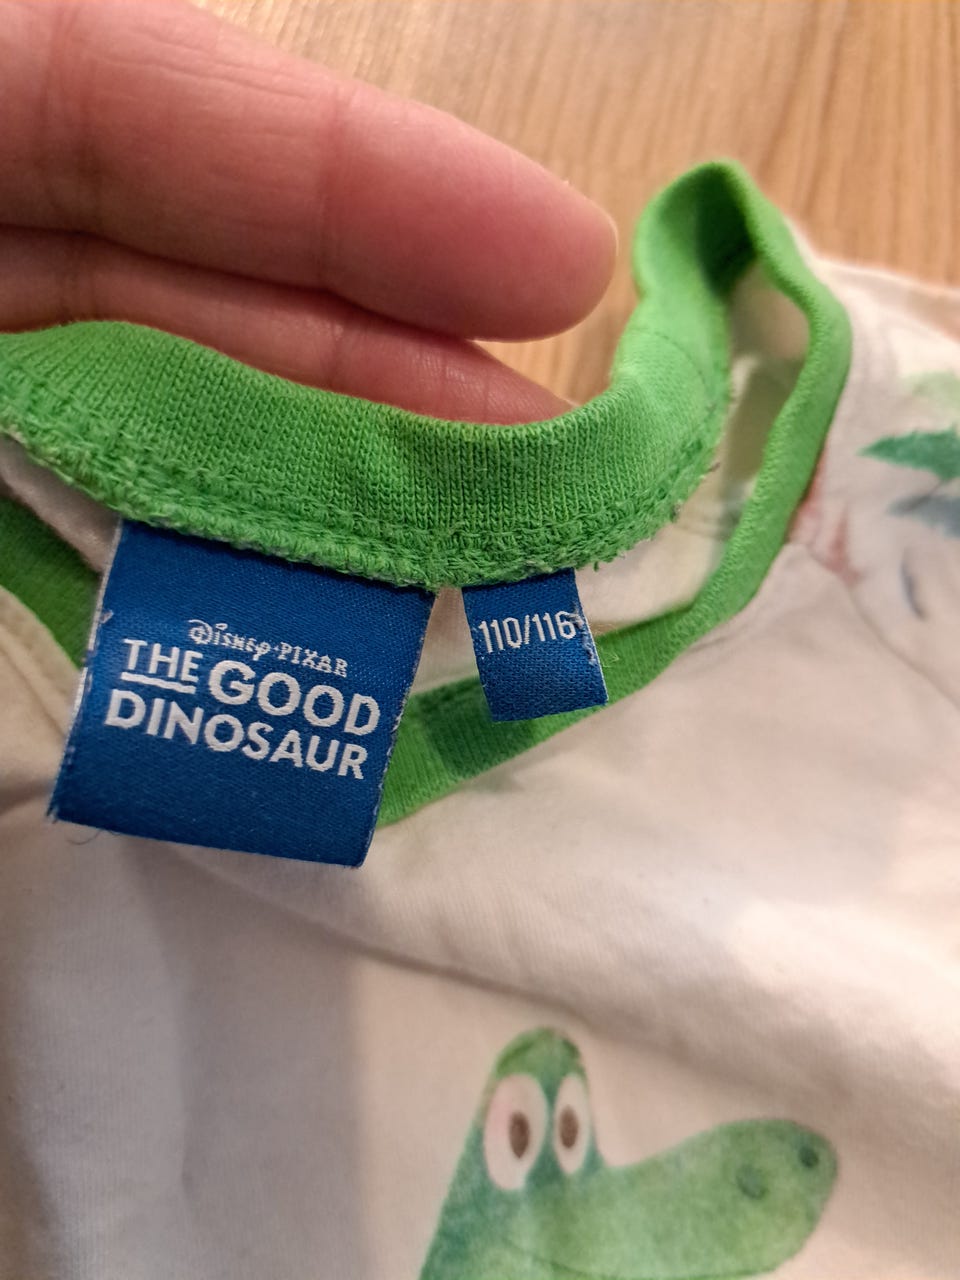 Disney·PIXAR
THE GOOD
DINOSAUR
110/116